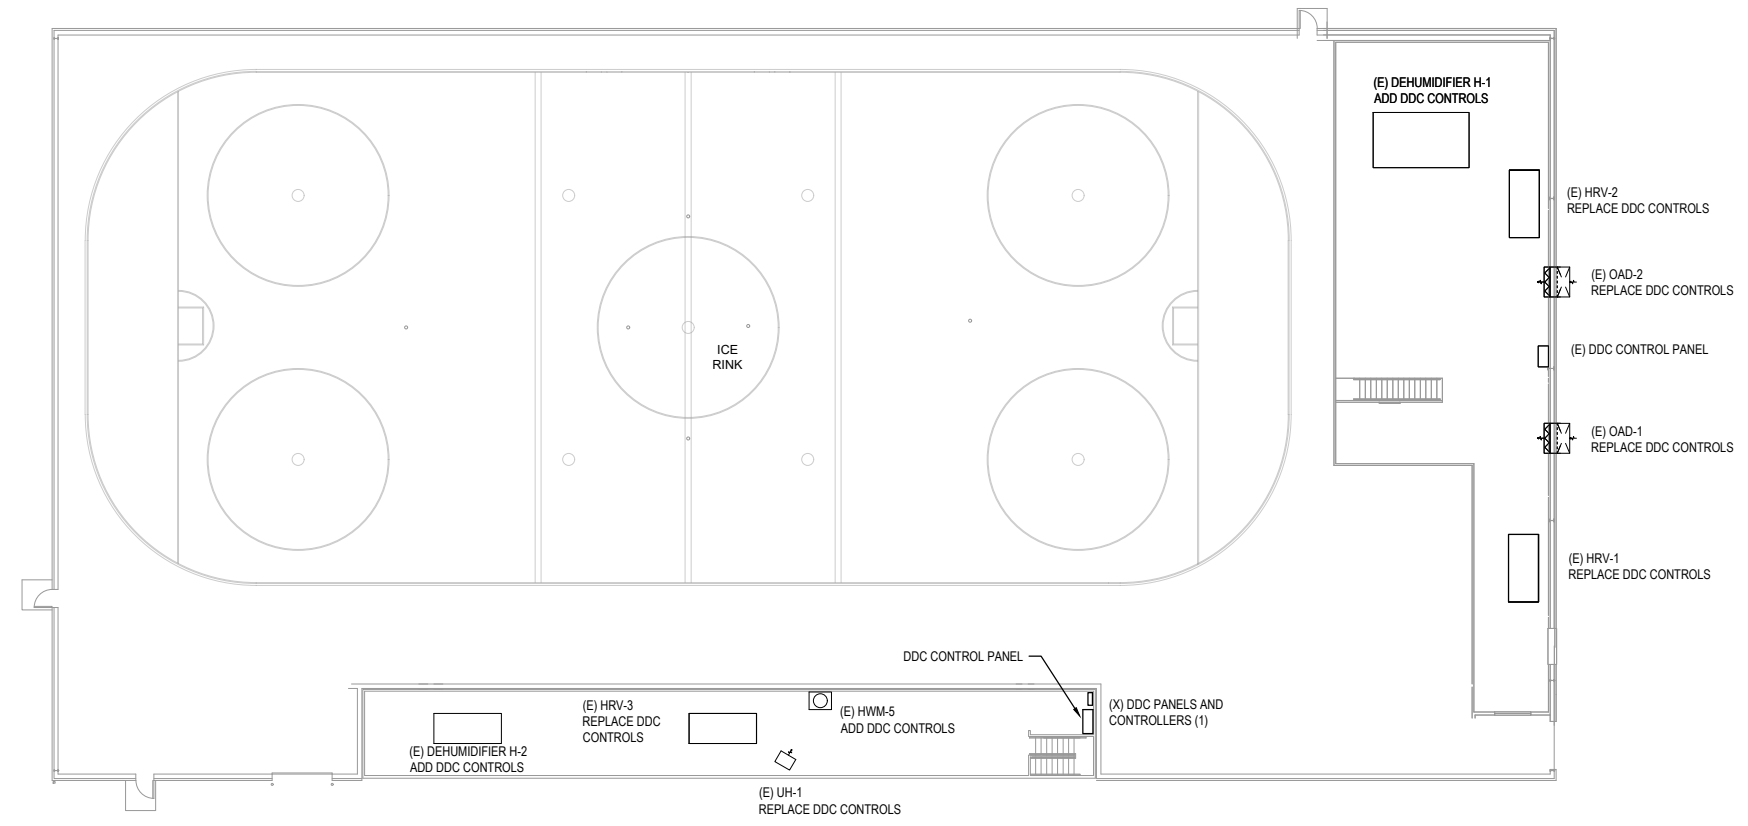 (E) DEHUMIDIFIER H-1
ADD DDC CONTROLS
(E) HRV-2
REPLACE DDC CONTROLS
(E) OAD-2
REPLACE DDC CONTROLS
(E) DDC CONTROL PANEL
ICE
RINK
(E) OAD-1
REPLACE DDC CONTROLS
(E) HRV-1
REPLACE DDC CONTROLS
DDC CONTROL PANEL
(E) HRV-3
REPLACE DDC
CONTROLS
(E) HWM-5
ADD DDC CONTROLS
(X) DDC PANELS AND
CONTROLLERS (1)
(E) DEHUMIDIFIER H-2
ADD DDC CONTROLS
(E) UH-1
REPLACE DDC CONTROLS